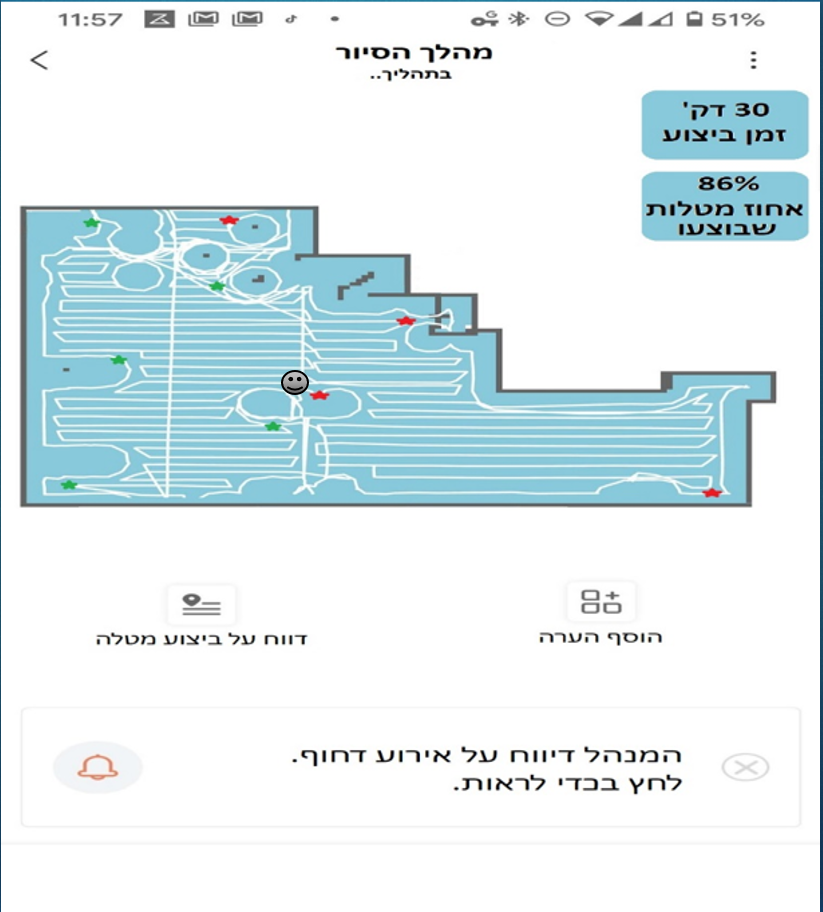 11:57
51%
מהלך הסיור
בתהליך..
30 דק'
זמן ביצוע
86%
אחוז מטלות
שבוצעו
הוסף הערה
דווח על ביצוע מטלה
המנהל דיווח על אירוע דחוף.
לחץ בכדי לראות.